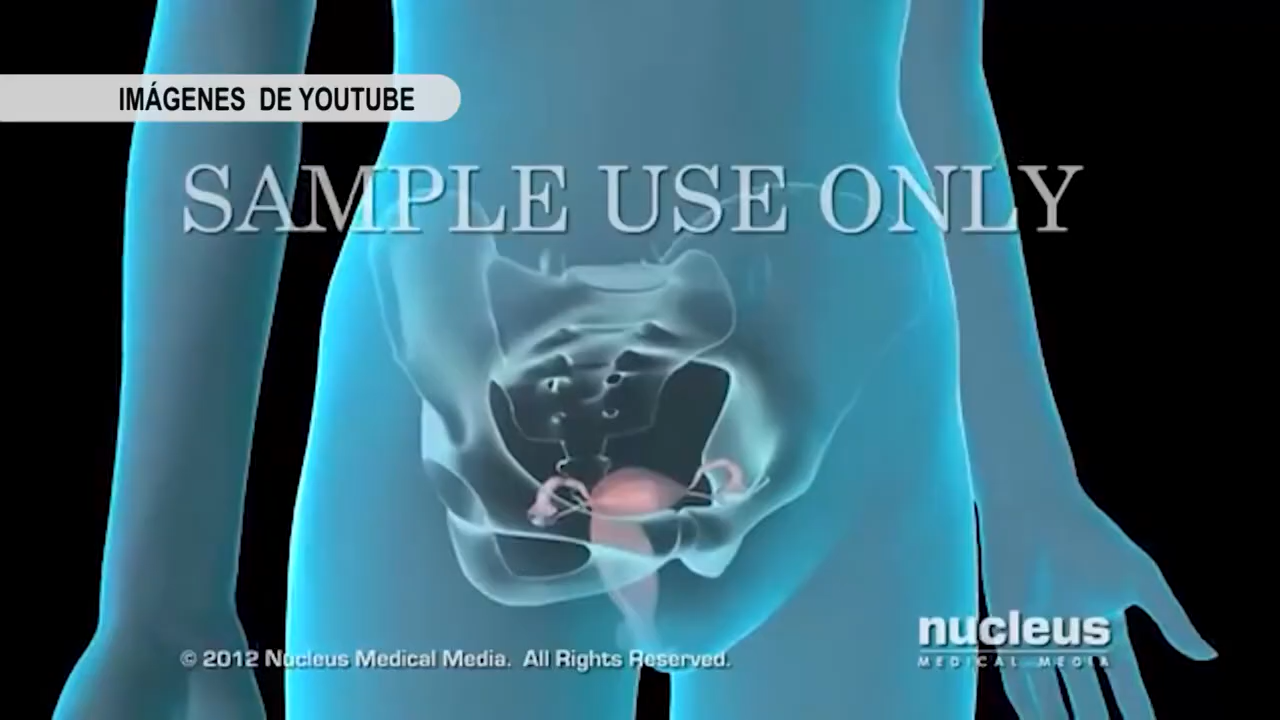 IMÁGENES DE YOUTUBE
SAMPLE USE ONLY
nucleus
MEDICAL MEDIA
© 2012 Nucleus Medical Media. All Rights Reserved.